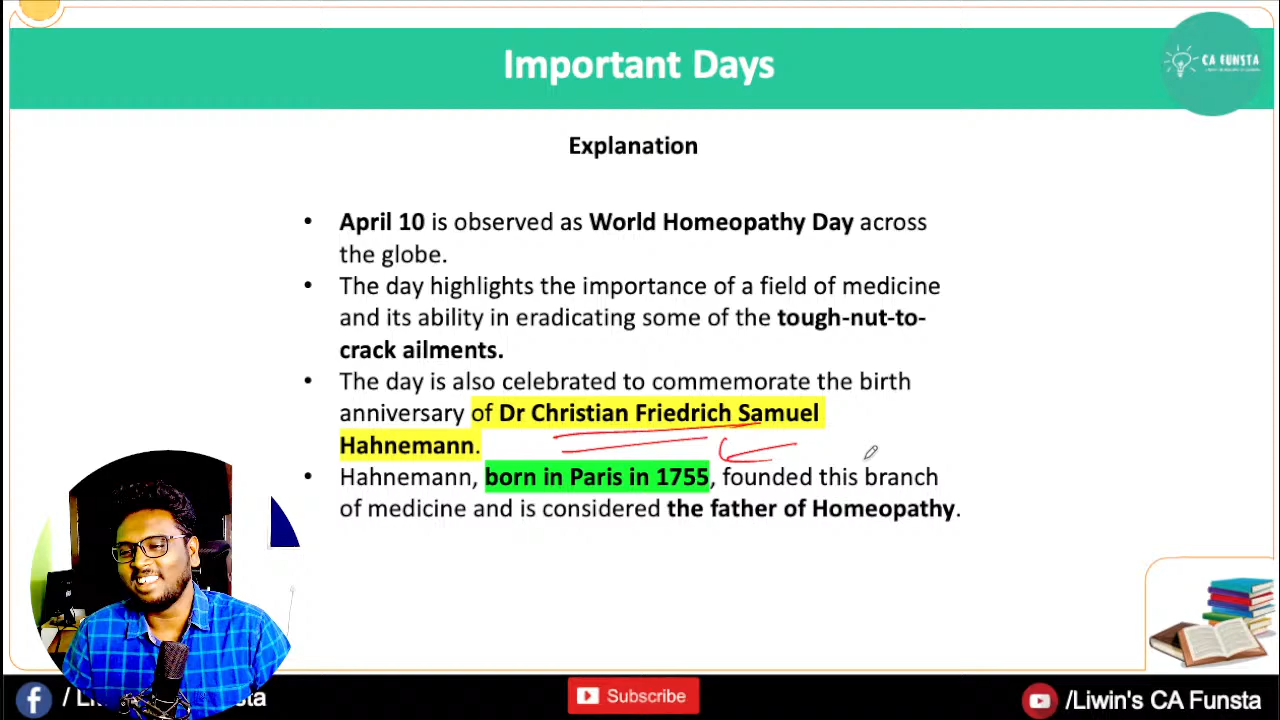 Important Days
CA FUNSTA
Explanation
• April 10 is observed as World Homeopathy Day across
the globe.
• The day highlights the importance of a field of medicine
and its ability in eradicating some of the tough-nut-to-
crack ailments.
• The day is also celebrated to commemorate the birth
anniversary of Dr Christian Friedrich Samuel
Hahnemann.
• Hahnemann, born in Paris in 1755, founded this branch
of medicine and is considered the father of Homeopathy.
Subscribe
/Liwin's CA Funsta